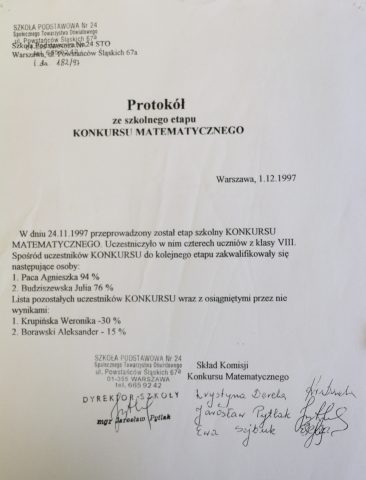 SZKOŁA PODSTAWOWA Nr 24
Społecznego Towarzystwa Oświatowego
ul. Powstańców Śląskich 67a
Szkoła Podstawowa Nr 24 STO
Warszawa, ul. Powstańców Śląskich 67a
l.dz. 182/97
Protokół
ze szkolnego etapu
KONKURSU MATEMATYCZNEGO
Warszawa, 1.12.1997
W dniu 24.11.1997 przeprowadzony został etap szkolny KONKURSU
MATEMATYCZNEGO. Uczestniczyło w nim czterech uczniów z klasy VIII.
Spośród uczestników KONKURSU do kolejnego etapu zakwalifikowały się
następujące osoby:
1. Paca Agnieszka 94 %
2. Budziszewska Julia 76 %
Lista pozostałych uczestników KONKURSU wraz z osiągniętymi przez nie
wynikami:
1. Krupińska Weronika -30 %
2. Borawski Aleksander - 15 %
SZKOŁA PODSTAWOWA Nr 24
Społecznego Towarzystwa Oświatowego
ul. Powstańców Śląskich 67a
01-355 WARSZAWA
tel. 665 92 42
DYREKTOR SZKOŁY
mgr Jarosław Pytlak
Skład Komisji
Konkursu Matematycznego
Krystyna
Jarosław Pytlak
Ewa